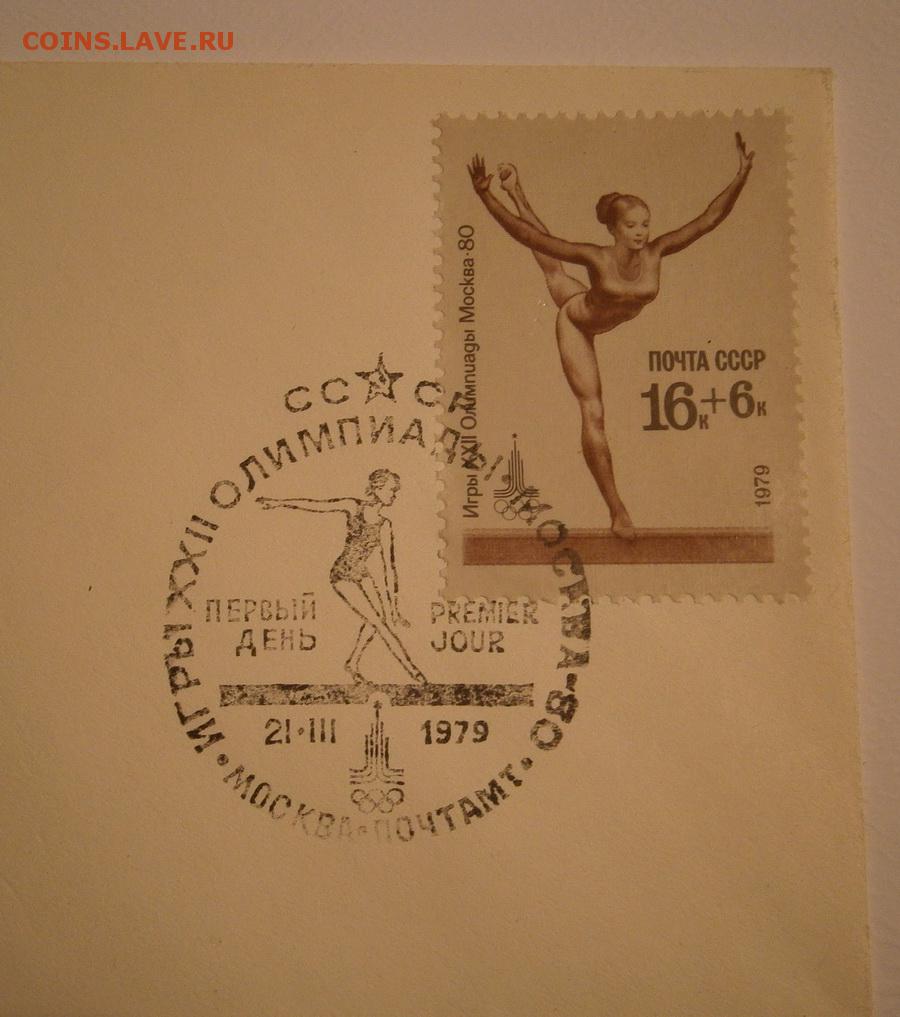 COINS.LAVE.RU
Игры XXII Олимпиады Москва·80
ПОЧТА СССР
16к+6к
1979
СССР
ИГРЫ XXII ОЛИМПИАДЫ·МОСКВА-80
ПЕРВЫЙ
ДЕНЬ
PREMIER
JOUR
21·III 1979
•МОСКВА-ПОЧТАМТ•